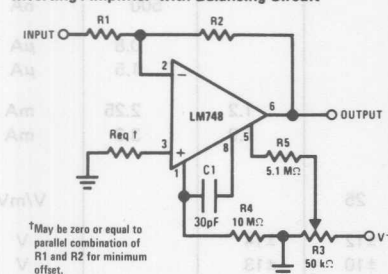 Inverting Amplifier with Balancing Circuit
R1
R2
INPUT
2
-
LM748
6
OUTPUT
Req †
3
+
1
8
5
R5
5.1 MΩ
C1
30pF
R4
10 MΩ
R3
50 kΩ
†May be zero or equal to
parallel combination of
R1 and R2 for minimum
offset.